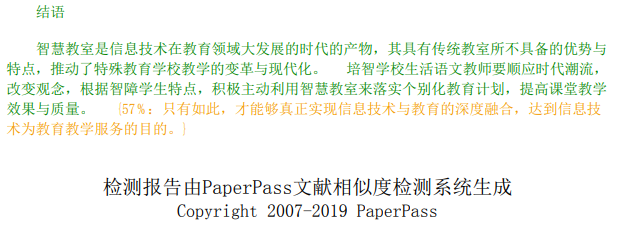 结语
智慧教室是信息技术在教育领域大发展的时代的产物，其具有传统教室所不具备的优势与
特点，推动了特殊教育学校教学的变革与现代化。 培智学校生活语文教师要顺应时代潮流，
改变观念，根据智障学生特点，积极主动利用智慧教室来落实个别化教育计划，提高课堂教学
效果与质量。 {57%：只有如此，才能够真正实现信息技术与教育的深度融合，达到信息技
术为教育教学服务的目的。}
检测报告由PaperPass文献相似度检测系统生成
Copyright 2007-2019 PaperPass